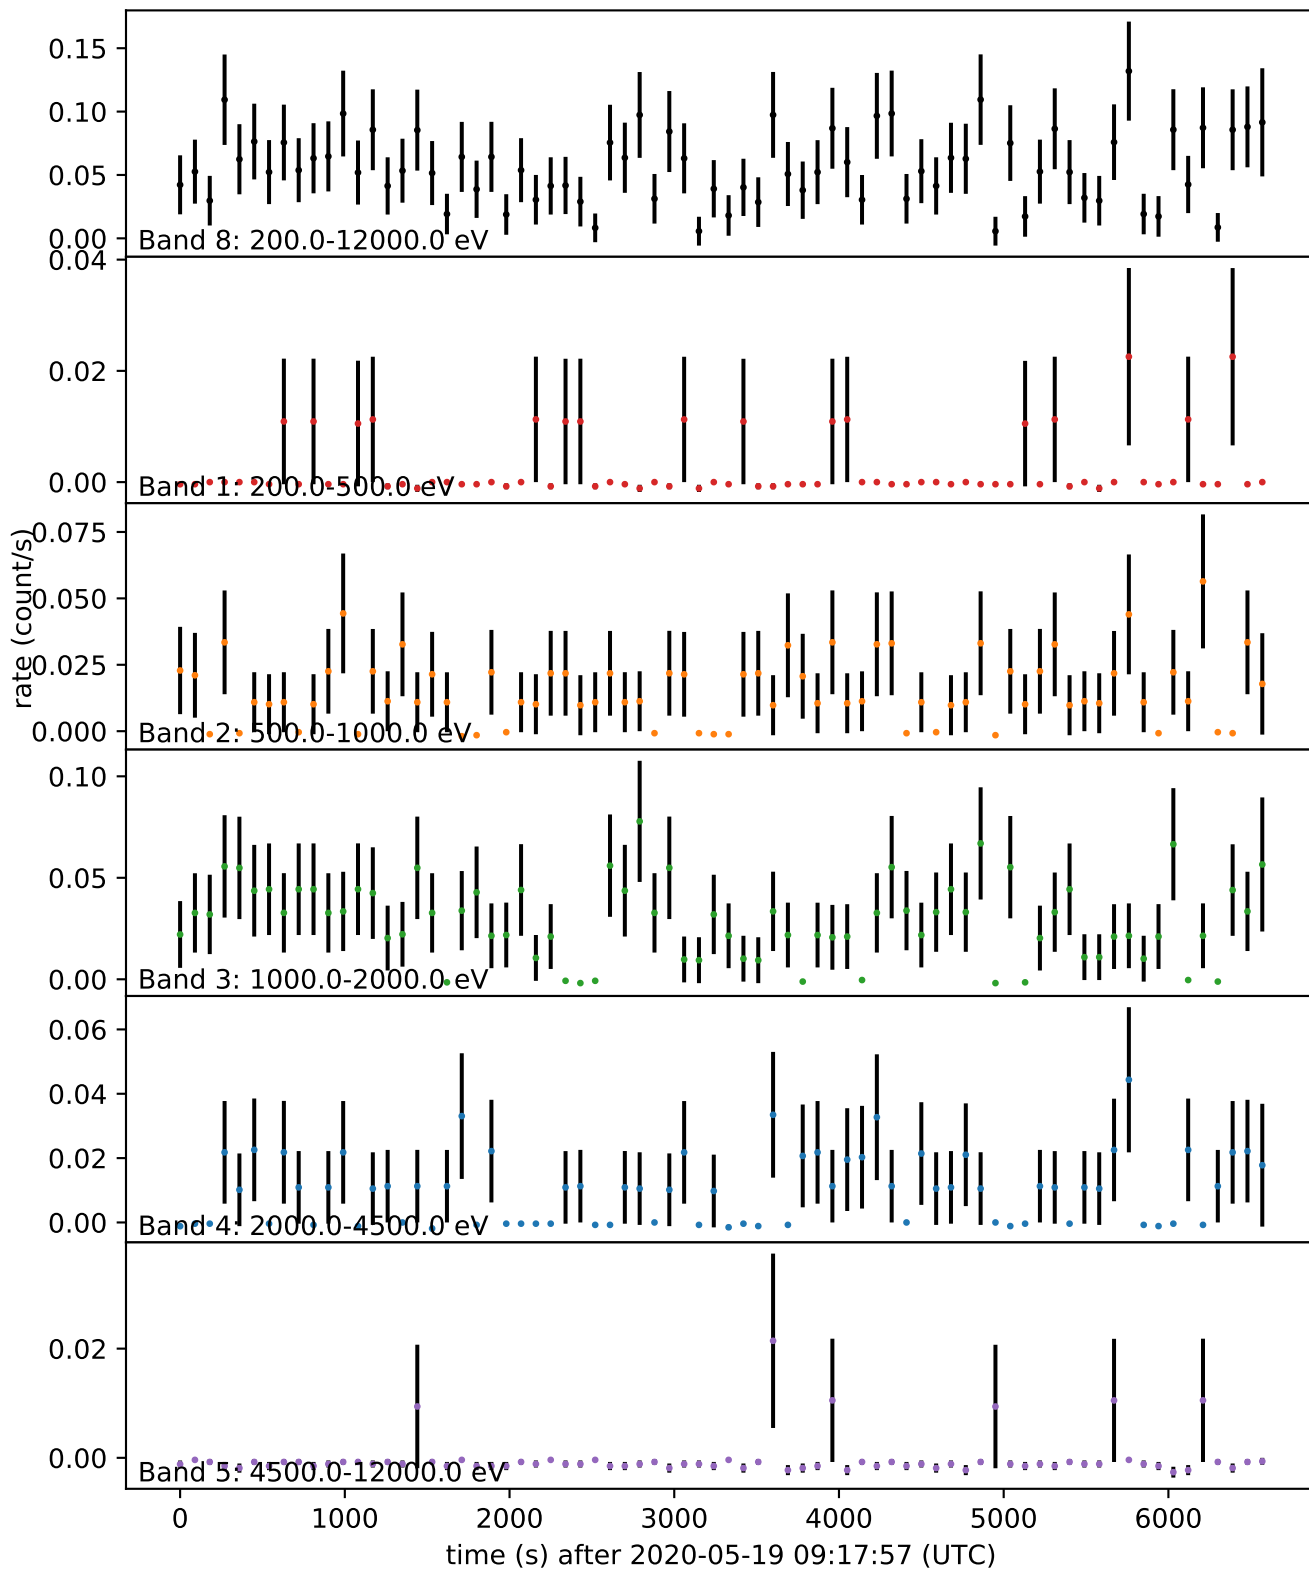 0.15
0.10
0.05
0.00
Band 8: 200.0-12000.0 eV
0.04
0.02
0.00
Band 1: 200.0-500.0 eV
rate (count/s)
0.075
0.050
0.025
0.000
Band 2: 500.0-1000.0 eV
0.10
0.05
0.00
Band 3: 1000.0-2000.0 eV
0.06
0.04
0.02
0.00
Band 4: 2000.0-4500.0 eV
0.02
0.00
Band 5: 4500.0-12000.0 eV
0 1000 2000 3000 4000 5000 6000
time (s) after 2020-05-19 09:17:57 (UTC)